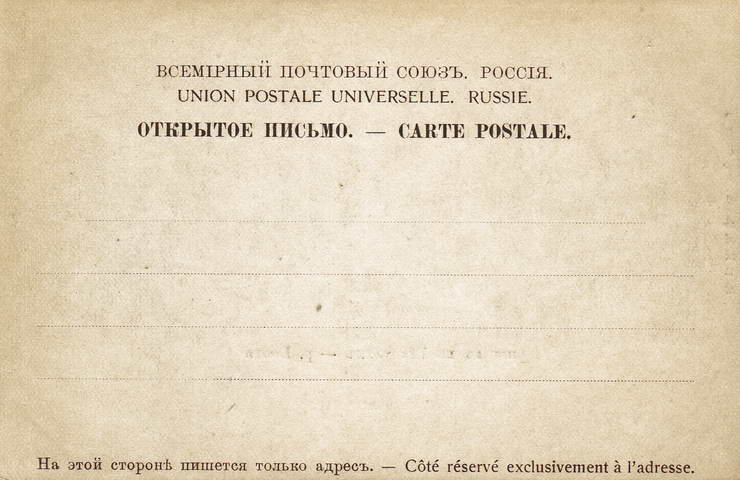 ВСЕМІРНЫЙ ПОЧТОВЫЙ СОЮЗЪ. РОССІЯ.
UNION POSTALE UNIVERSELLE. RUSSIE.
ОТКРЫТОЕ ПИСЬМО. — CARTE POSTALE.
На этой сторонѣ пишется только адресъ. — Côté réservé exclusivement à l'adresse.